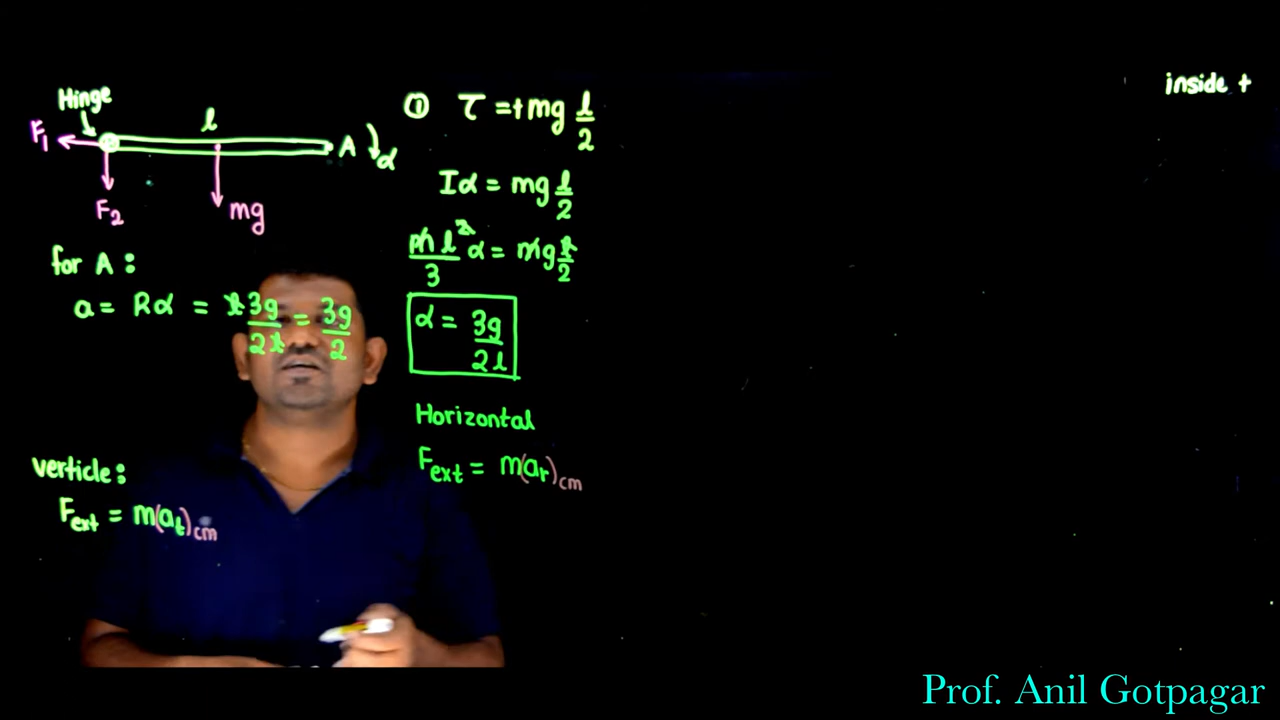 inside +
Hinge
l
F₁
A
α
F₂
mg
① τ = +mg l/2
Iα = mg l/2
ml²/3 α = mg l/2
α = 3g/2l
for A :
a = Rα = l 3g/2l = 3g/2
Horizontal
Fext = m(ar)cm
verticle :
Fext = m(at)cm
Prof. Anil Gotpagar